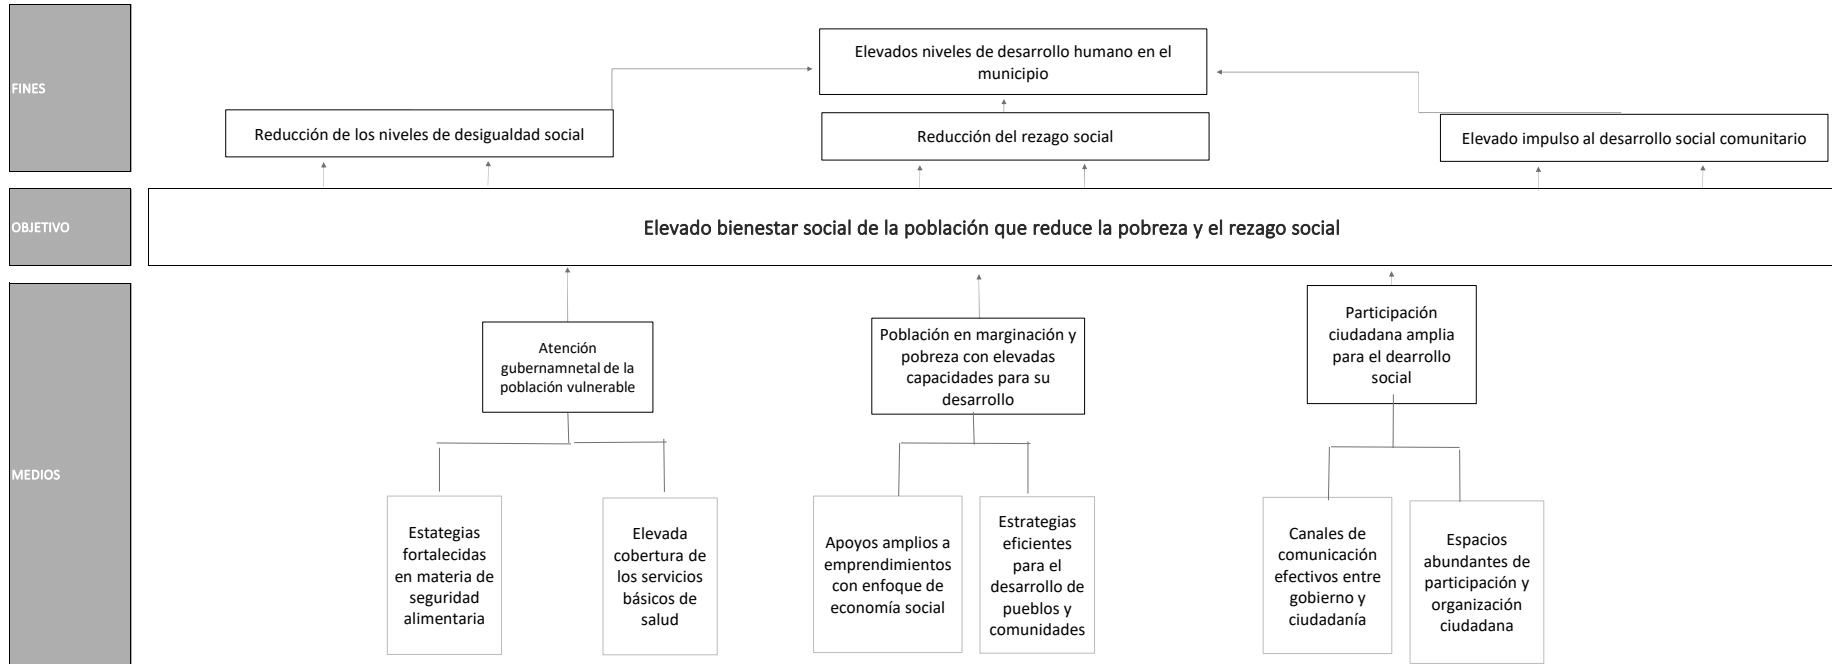 FINES
Elevados niveles de desarrollo humano en el
municipio
Reducción de los niveles de desigualdad social
Reducción del rezago social
Elevado impulso al desarrollo social comunitario
OBJETIVO
Elevado bienestar social de la población que reduce la pobreza y el rezago social
MEDIOS
Atención
gubernamnetal de la
población vulnerable
Población en marginación y
pobreza con elevadas
capacidades para su
desarrollo
Participación
ciudadana amplia
para el dearrollo
social
Estategias
fortalecidas
en materia de
seguridad
alimentaria
Elevada
cobertura de
los servicios
básicos de
salud
Apoyos amplios a
emprendimientos
con enfoque de
economía social
Estrategias
eficientes
para el
desarrollo de
pueblos y
comunidades
Canales de
comunicación
efectivos entre
gobierno y
ciudadanía
Espacios
abundantes de
participación y
organización
ciudadana